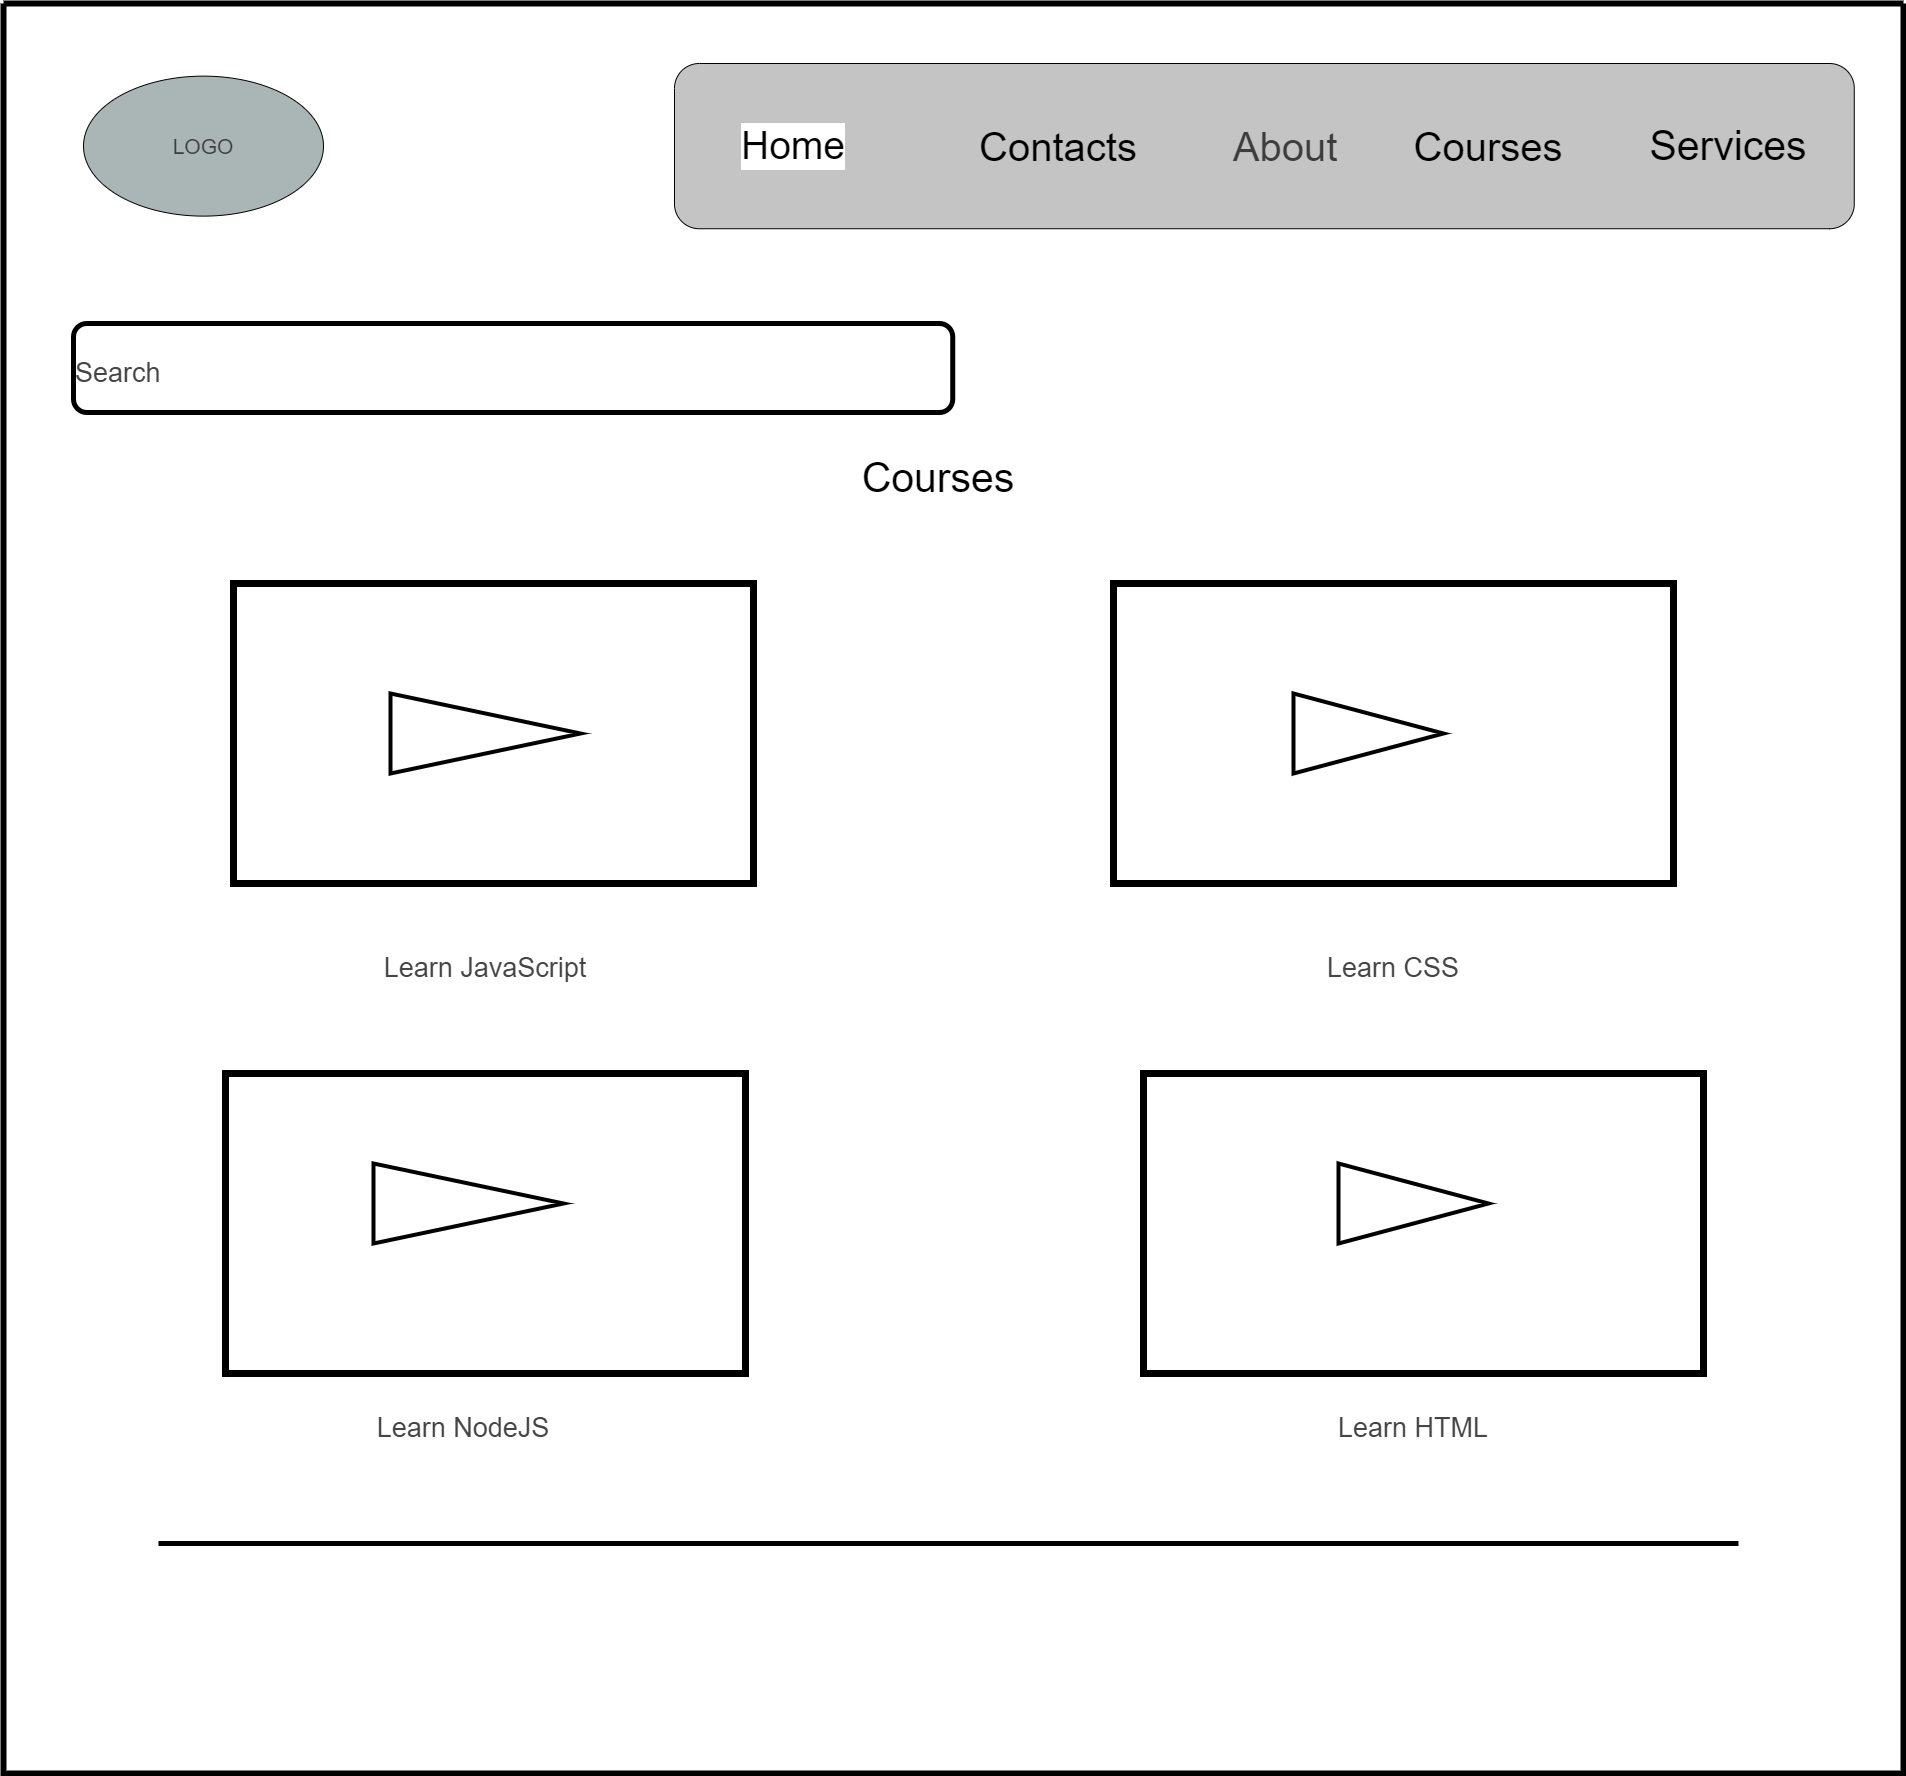 LOGO
Home
Contacts
About
Courses
Services
Search
Courses
Learn JavaScript
Learn CSS
Learn NodeJS
Learn HTML